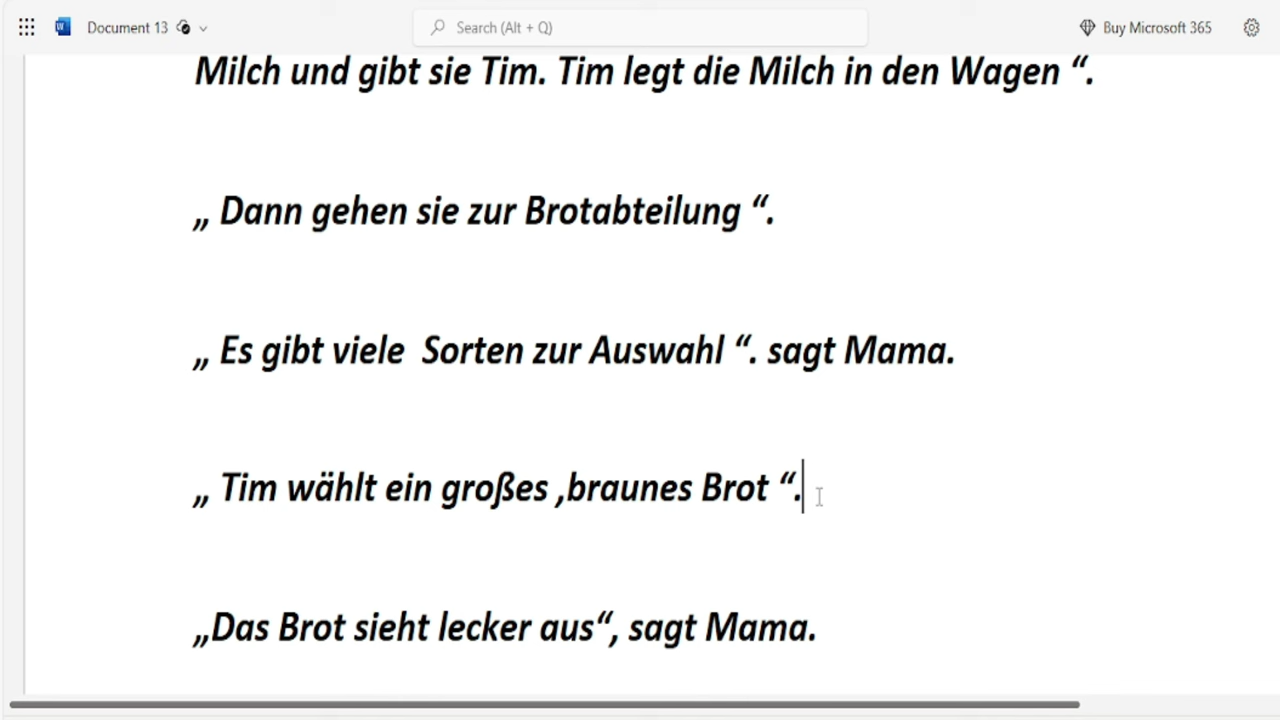 Document 13
Search (Alt + Q)
Buy Microsoft 365
Milch und gibt sie Tim. Tim legt die Milch in den Wagen “.
„ Dann gehen sie zur Brotabteilung “.
„ Es gibt viele  Sorten zur Auswahl “. sagt Mama.
„ Tim wählt ein großes ,braunes Brot “.
„Das Brot sieht lecker aus“, sagt Mama.